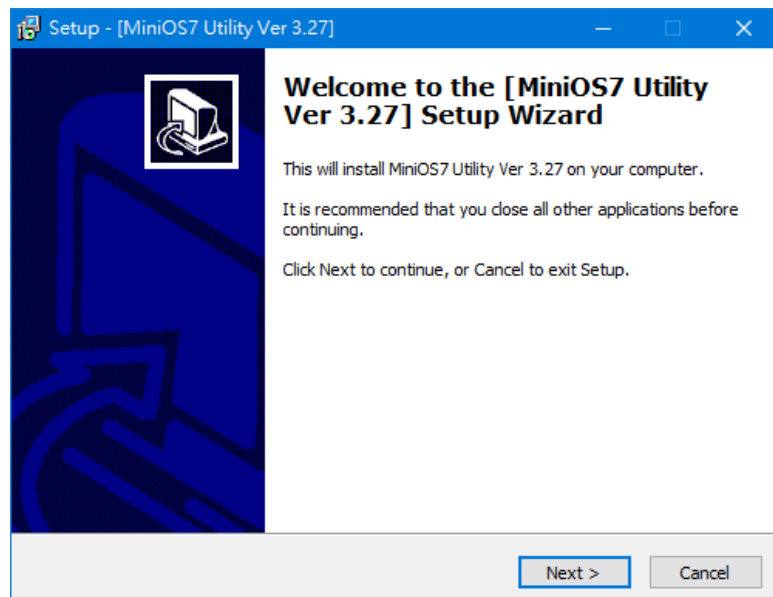 Setup - [MiniOS7 Utility Ver 3.27]
Welcome to the [MiniOS7 Utility
Ver 3.27] Setup Wizard
This will install MiniOS7 Utility Ver 3.27 on your computer.
It is recommended that you close all other applications before
continuing.
Click Next to continue, or Cancel to exit Setup.
Next >
Cancel